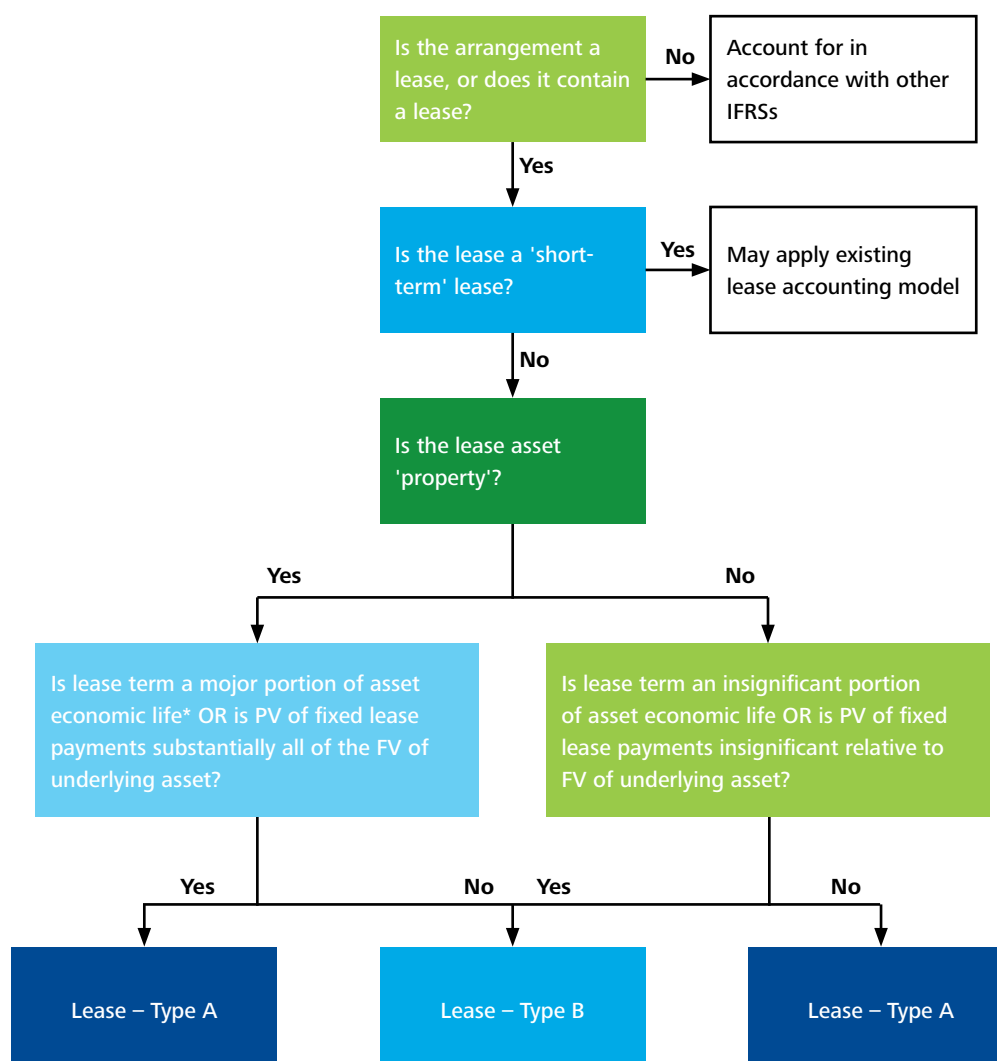 Is the arrangement a
lease, or does it contain
a lease?
No
Account for in
accordance with other
IFRSs
Yes
Is the lease a 'short-
term' lease?
Yes
May apply existing
lease accounting model
No
Is the lease asset
'property'?
Yes
No
Is lease term a mojor portion of asset
economic life* OR is PV of fixed lease
payments substantially all of the FV of
underlying asset?
Is lease term an insignificant portion
of asset economic life OR is PV of fixed
lease payments insignificant relative to
FV of underlying asset?
Yes
No
Yes
No
Lease – Type A
Lease – Type B
Lease – Type A